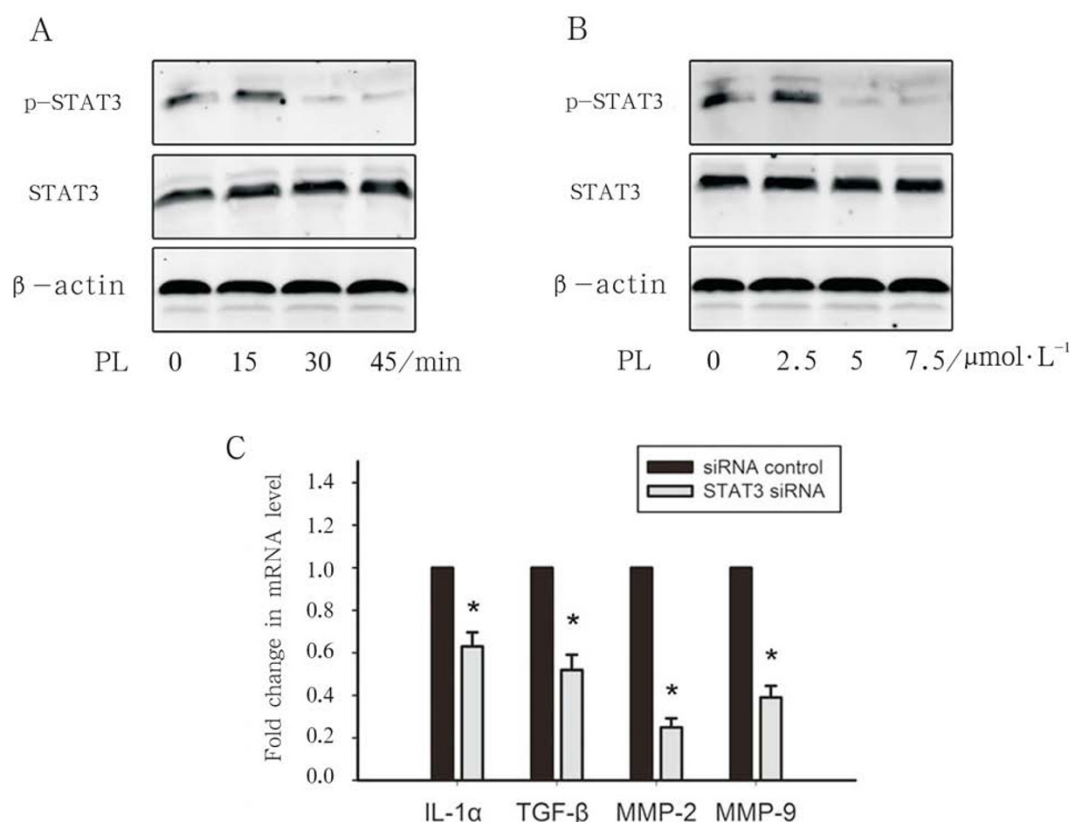 A
p-STAT3
STAT3
β-actin
PL 0 15 30 45/min
B
p-STAT3
STAT3
β-actin
PL 0 2.5 5 7.5/μmol·L⁻¹
C
Fold change in mRNA level
1.4
1.2
1.0
0.8
0.6
0.4
0.2
0.0
siRNA control
STAT3 siRNA
*
*
*
*
IL-1α TGF-β MMP-2 MMP-9